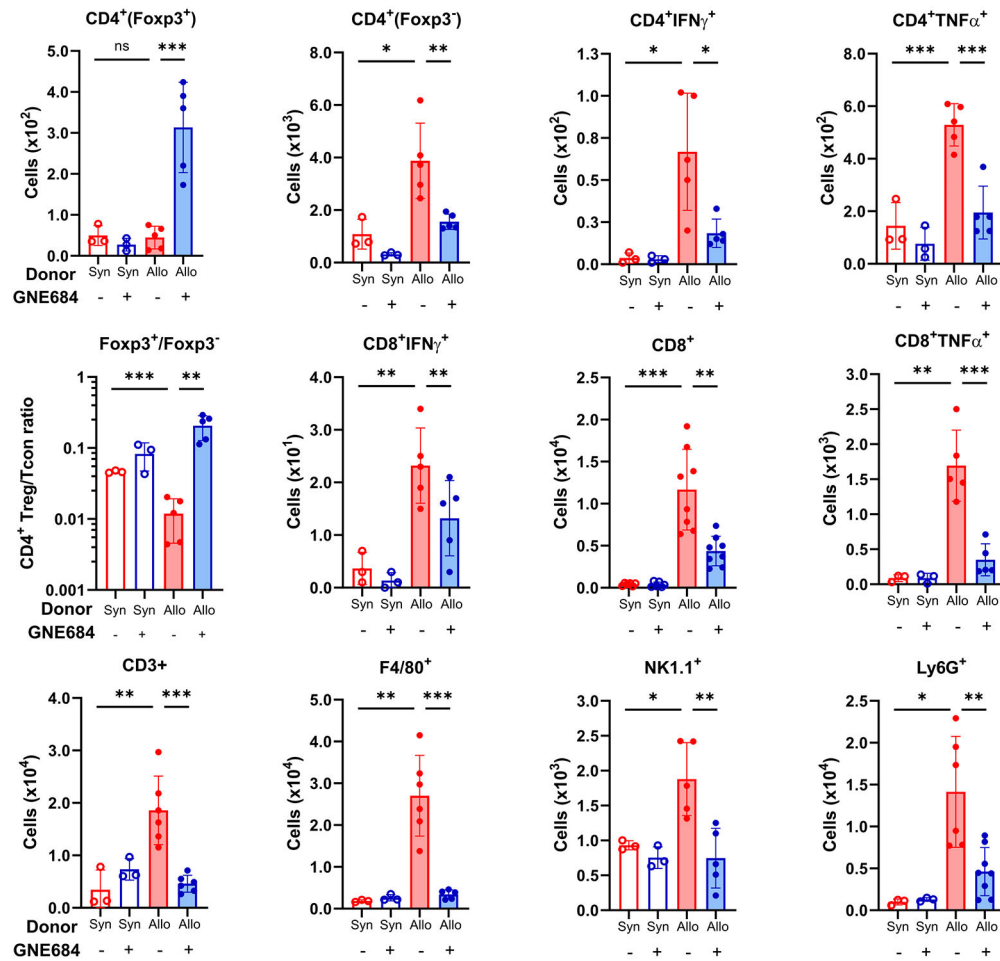 CD4⁺(Foxp3⁺)
ns ***
Cells (x10²)
5.0
4.0
3.0
2.0
1.0
0.0
Donor Syn Syn Allo Allo
GNE684 - + - +
CD4⁺(Foxp3⁻)
* **
Cells (x10³)
8.0
6.0
4.0
2.0
0.0
Syn Syn Allo Allo
- + - +
CD4⁺IFNγ⁺
* *
Cells (x10²)
1.3
1.0
0.8
0.5
0.3
0.0
Syn Syn Allo Allo
- + - +
CD4⁺TNFα⁺
*** ***
Cells (x10²)
8.0
6.0
4.0
2.0
0.0
Syn Syn Allo Allo
- + - +
Foxp3⁺/Foxp3⁻
*** **
CD4⁺ Treg/Tcon ratio
1
0.1
0.01
0.001
Donor Syn Syn Allo Allo
GNE684 - + - +
CD8⁺IFNγ⁺
** **
Cells (x10¹)
4.0
3.0
2.0
1.0
0.0
Syn Syn Allo Allo
- + - +
CD8⁺
*** **
Cells (x10⁴)
2.5
2.0
1.5
1.0
0.5
0.0
Syn Syn Allo Allo
- + - +
CD8⁺TNFα⁺
** ***
Cells (x10³)
3.0
2.5
2.0
1.5
1.0
0.5
0.0
Syn Syn Allo Allo
- + - +
CD3+
** ***
Cells (x10⁴)
4.0
3.0
2.0
1.0
0.0
Donor Syn Syn Allo Allo
GNE684 - + - +
F4/80⁺
** ***
Cells (x10⁴)
5.0
4.0
3.0
2.0
1.0
0.0
Syn Syn Allo Allo
- + - +
NK1.1⁺
* **
Cells (x10³)
3.0
2.5
2.0
1.5
1.0
0.5
0.0
Syn Syn Allo Allo
- + - +
Ly6G⁺
* **
Cells (x10⁴)
2.5
2.0
1.5
1.0
0.5
0.0
Syn Syn Allo Allo
- + - +